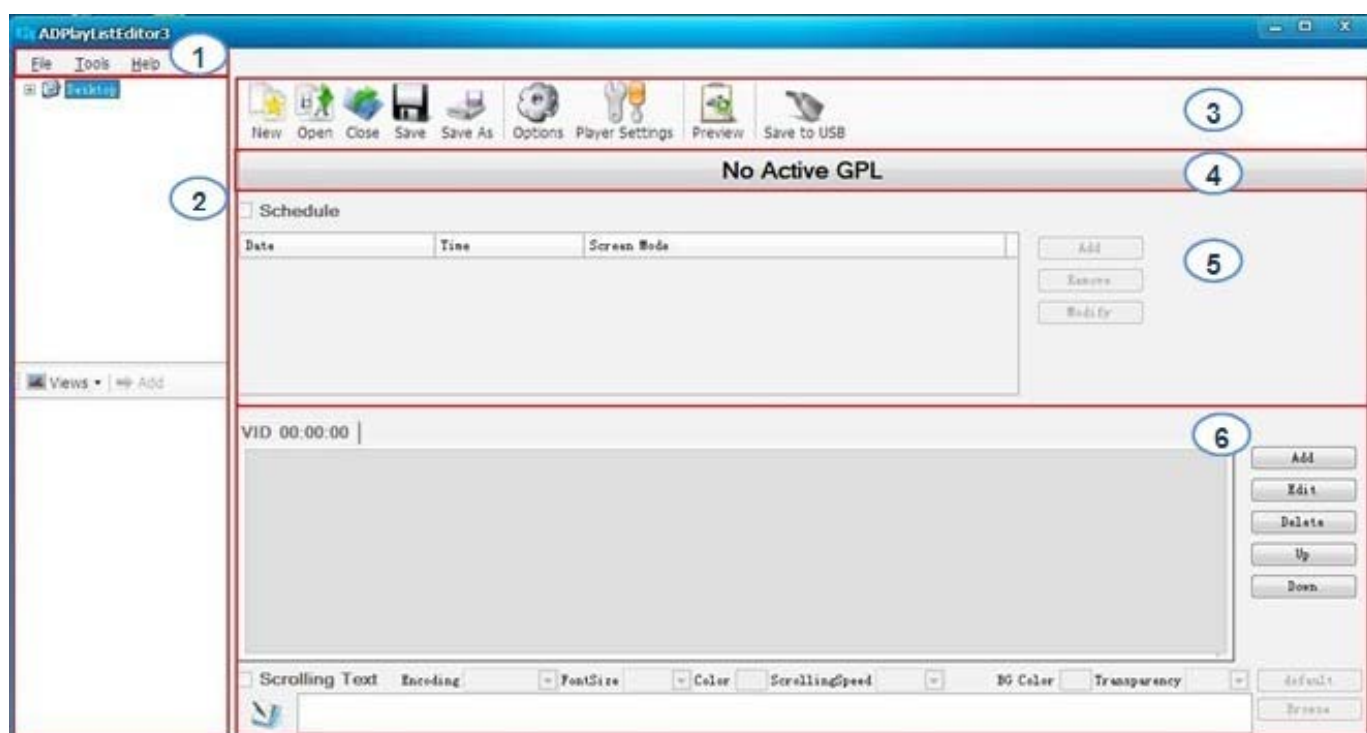 ADPlayListEditor3
File Tools Help
1
Desktop
2
New Open Close Save Save As Options Player Settings Preview Save to USB
3
No Active GPL
4
Schedule
Date Time Screen Mode
Add
Remove
Modify
5
Views Add
VID 00:00:00
6
Add
Edit
Delete
Up
Down
Scrolling Text Encoding FontSize Color ScrollingSpeed BG Color Transparency default
Browse